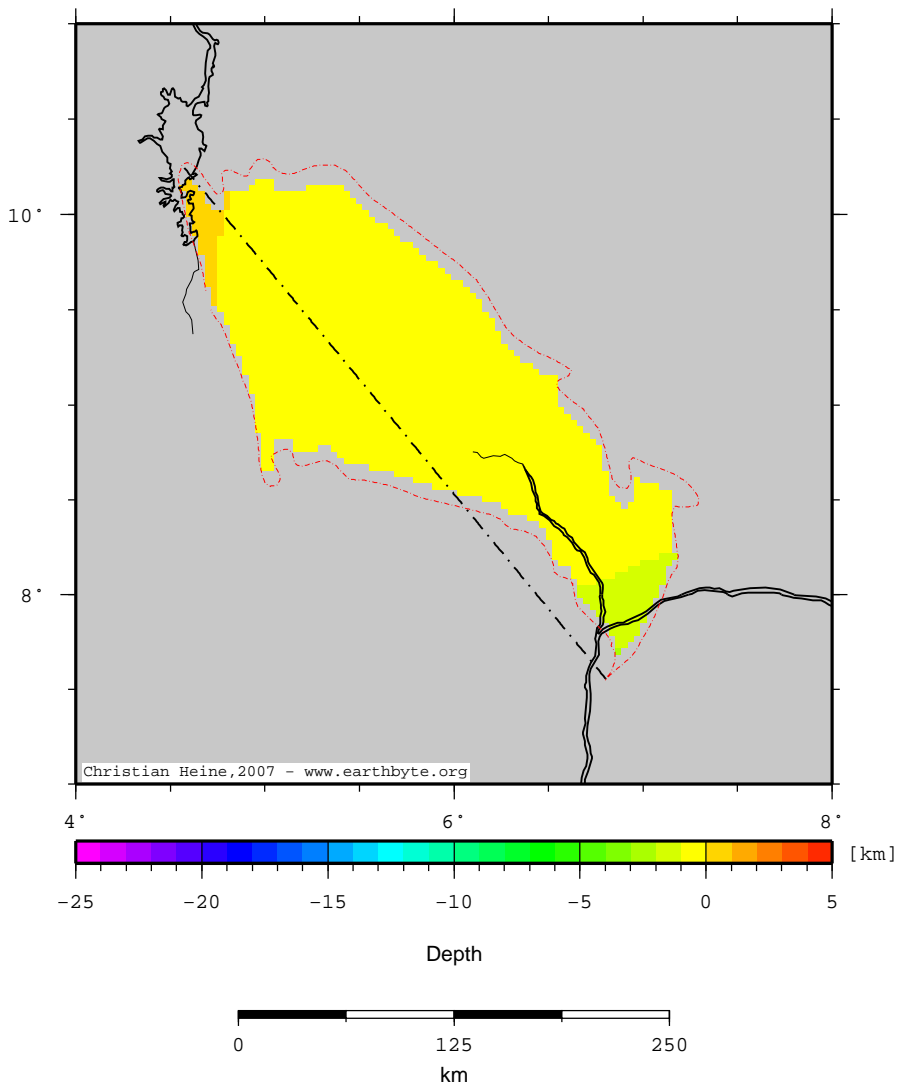 10°
8°
Christian Heine,2007 - www.earthbyte.org
4° 6° 8°
[km]
−25 −20 −15 −10 −5 0 5
Depth
0 125 250
km